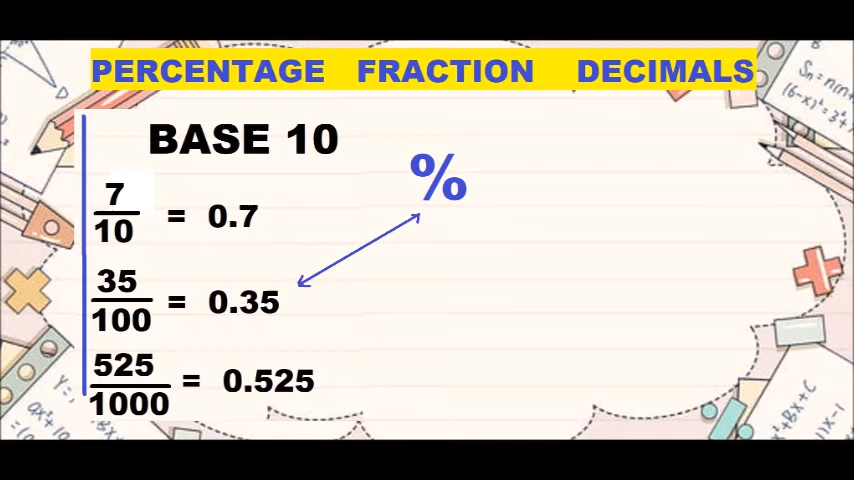 PERCENTAGE FRACTION DECIMALS
BASE 10
%
7/10 = 0.7
35/100 = 0.35
525/1000 = 0.525